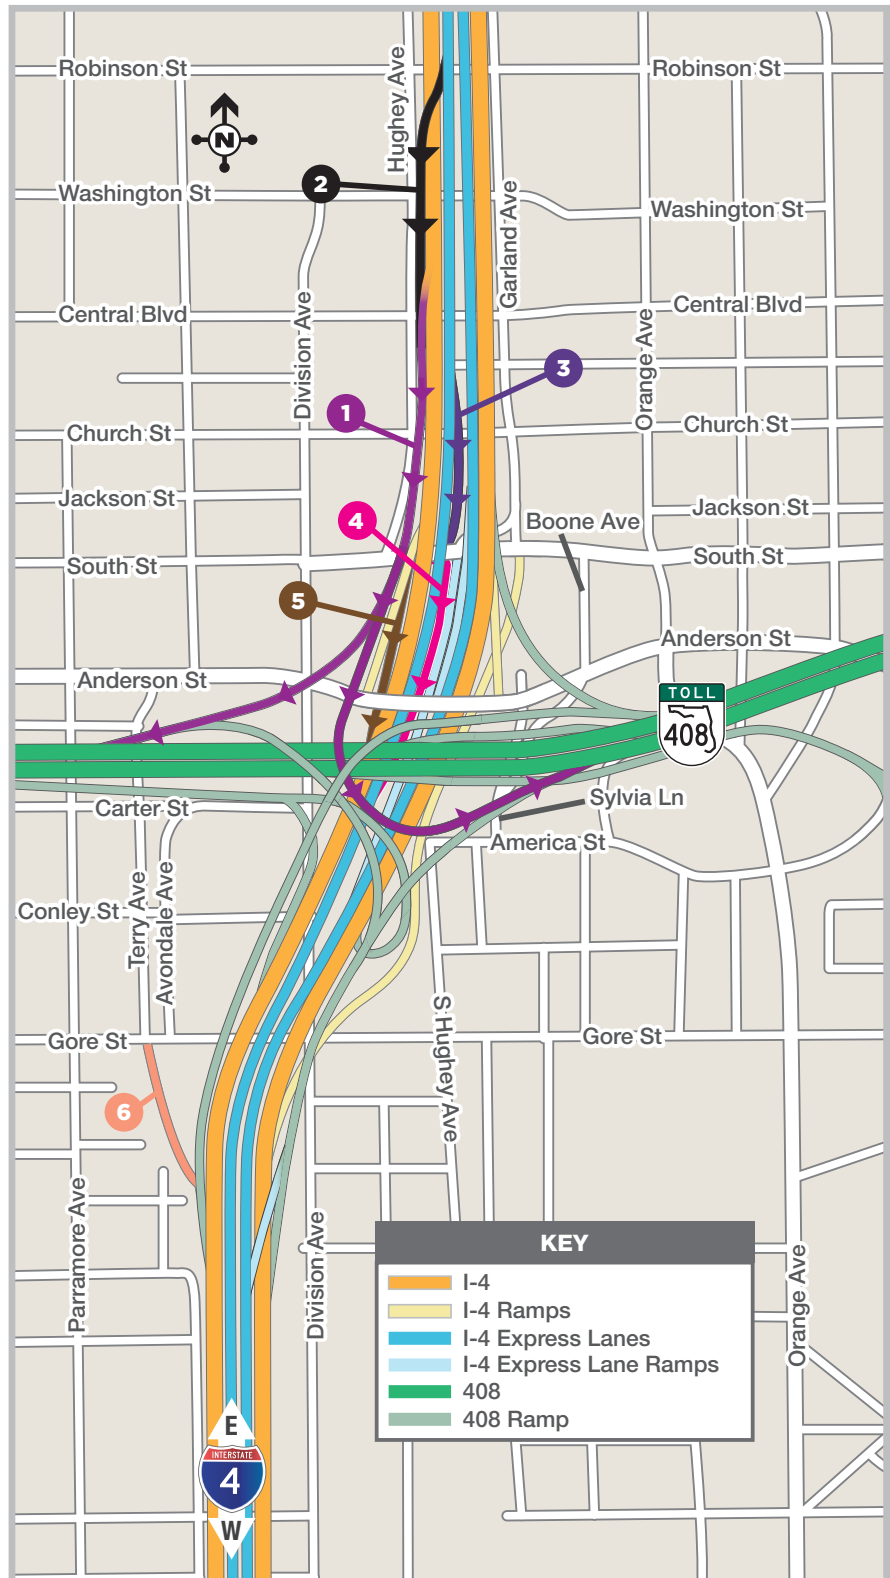 Robinson St
Hughey Ave
Robinson St
N
2
Washington St
Garland Ave
Washington St
Central Blvd
Division Ave
Central Blvd
Orange Ave
3
1
Church St
Church St
Jackson St
4
Boone Ave
Jackson St
South St
South St
5
Anderson St
Anderson St
TOLL
408
Carter St
Sylvia Ln
America St
Terry Ave
Avondale Ave
Conley St
S Hughey Ave
Gore St
Gore St
6
Parramore Ave
Division Ave
Orange Ave
KEY
I-4
I-4 Ramps
I-4 Express Lanes
I-4 Express Lane Ramps
408
408 Ramp
E
INTERSTATE
4
W